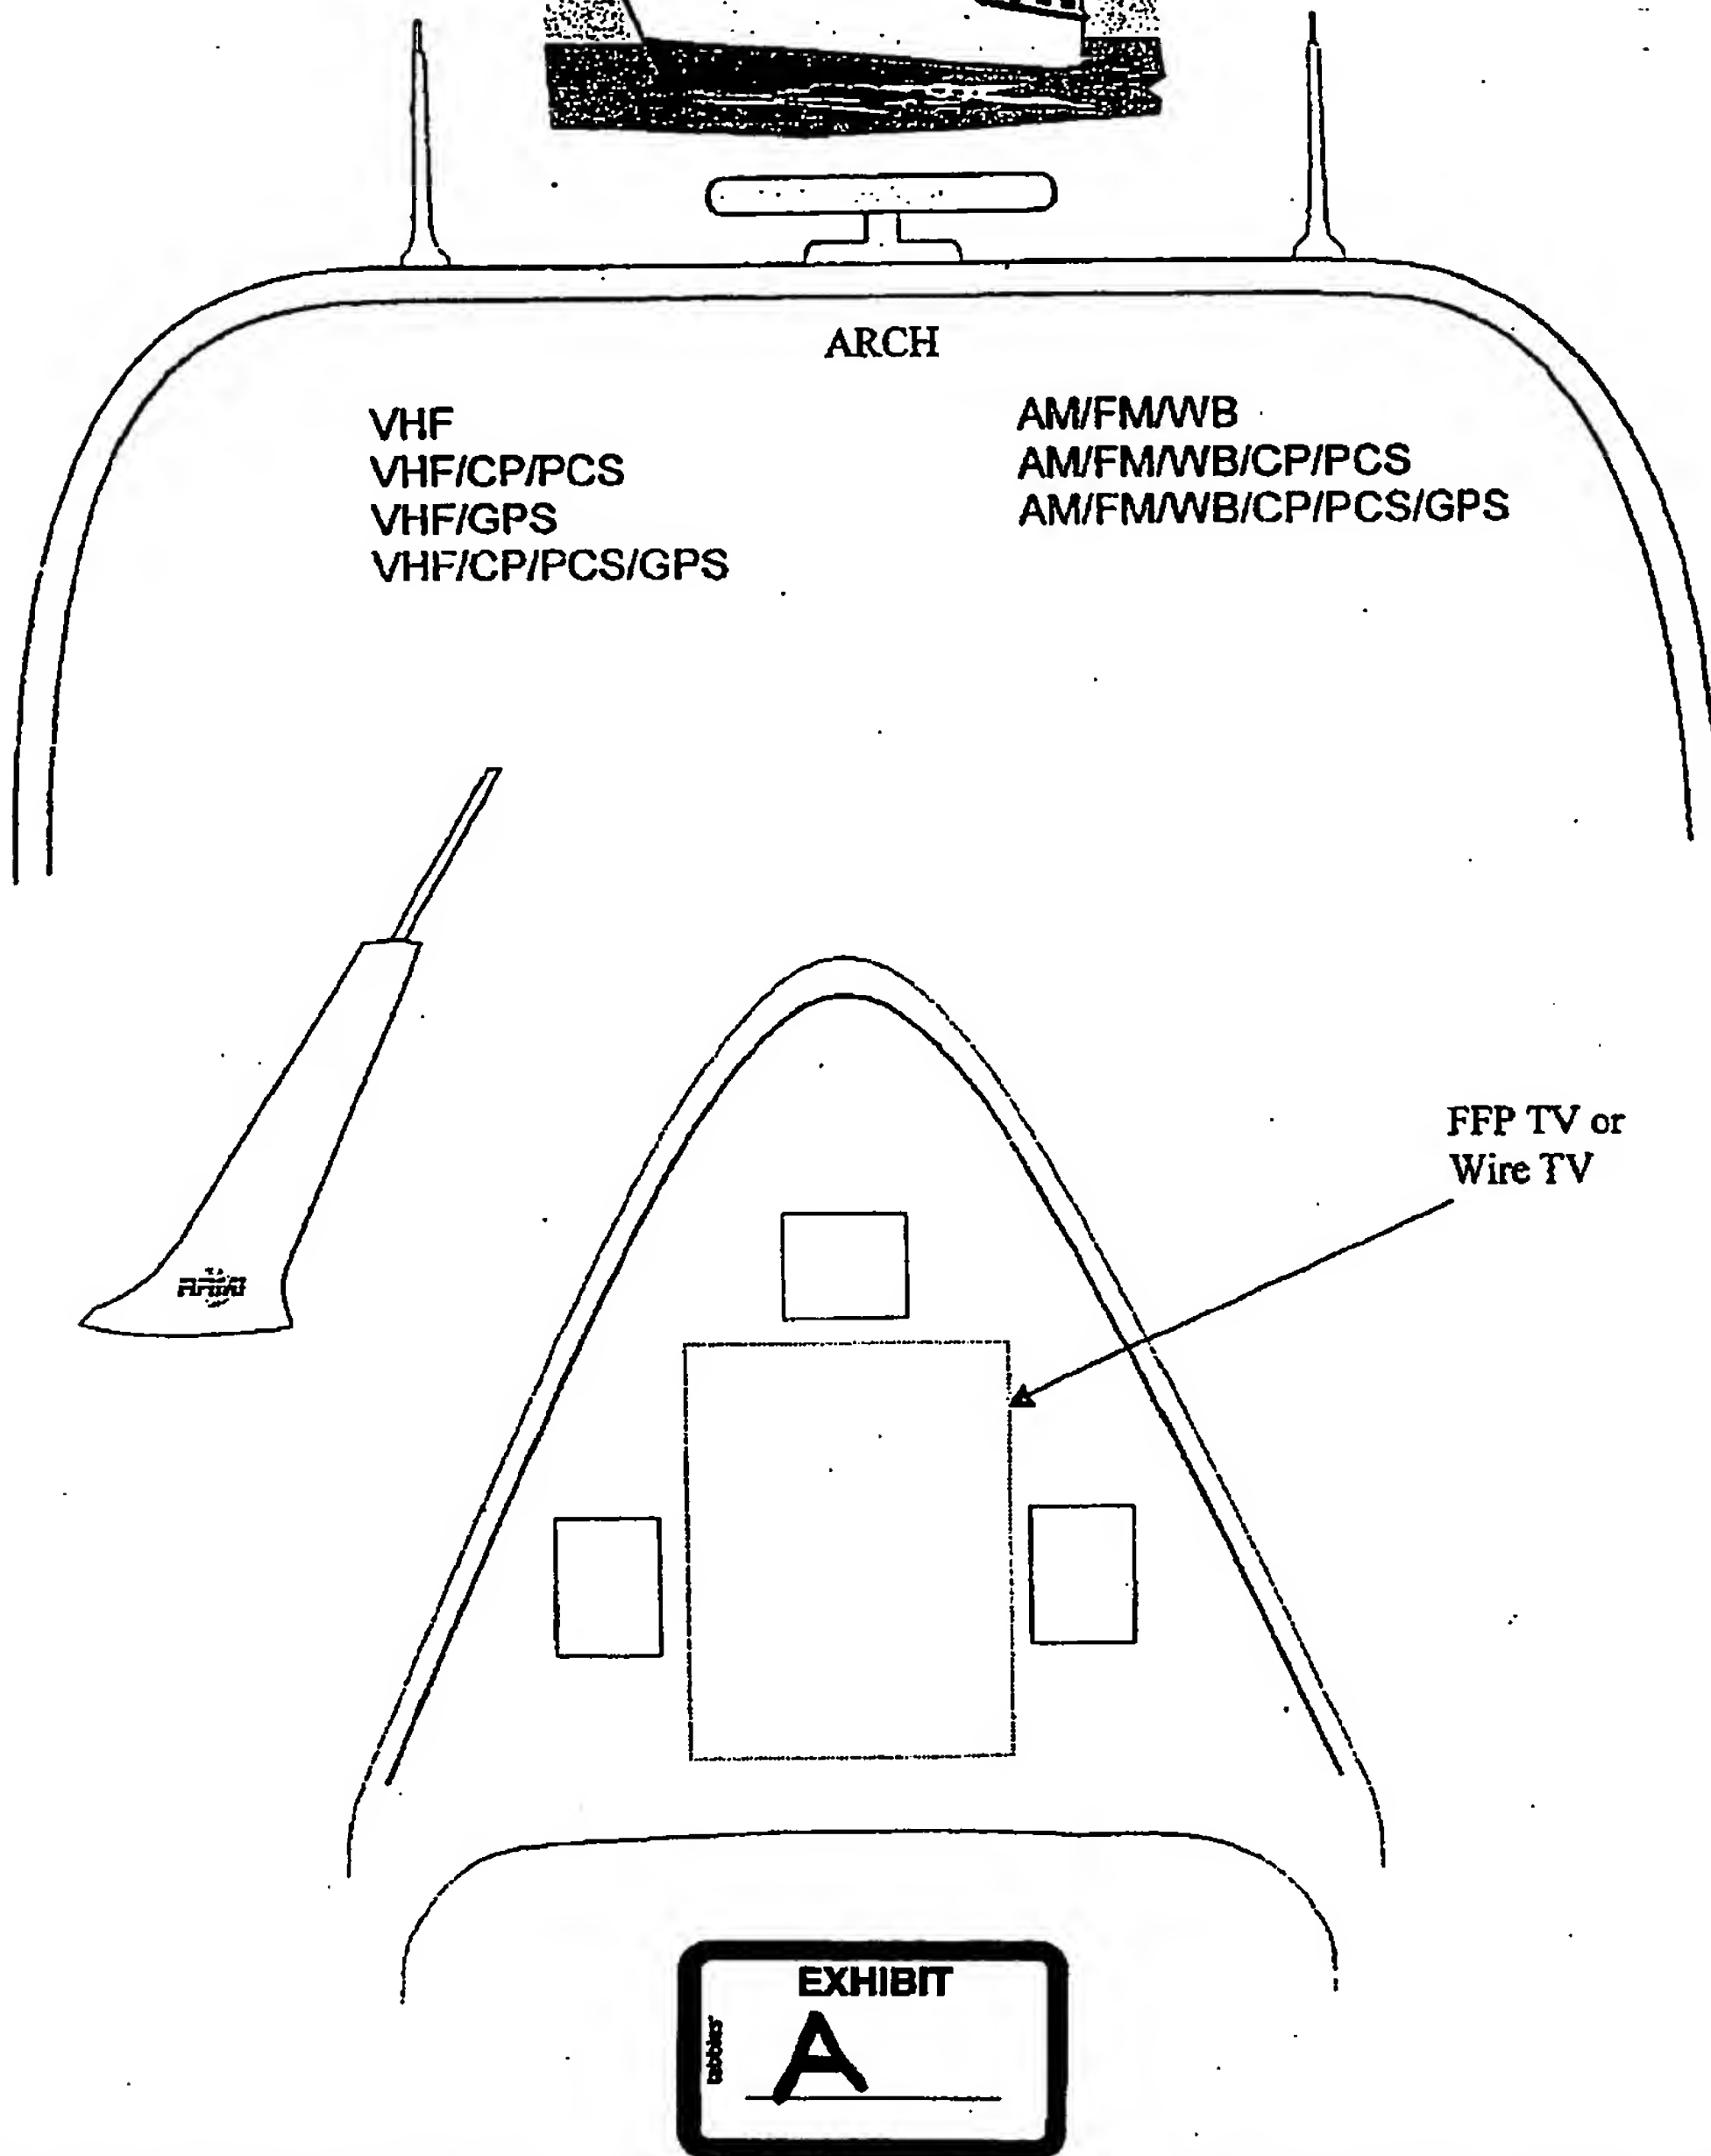 ARCH
VHF
VHF/CP/PCS
VHF/GPS
VHF/CP/PCS/GPS
AM/FM/WB
AM/FM/WB/CP/PCS
AM/FM/WB/CP/PCS/GPS
FFP TV or
Wire TV
EXHIBIT
tabbies
A